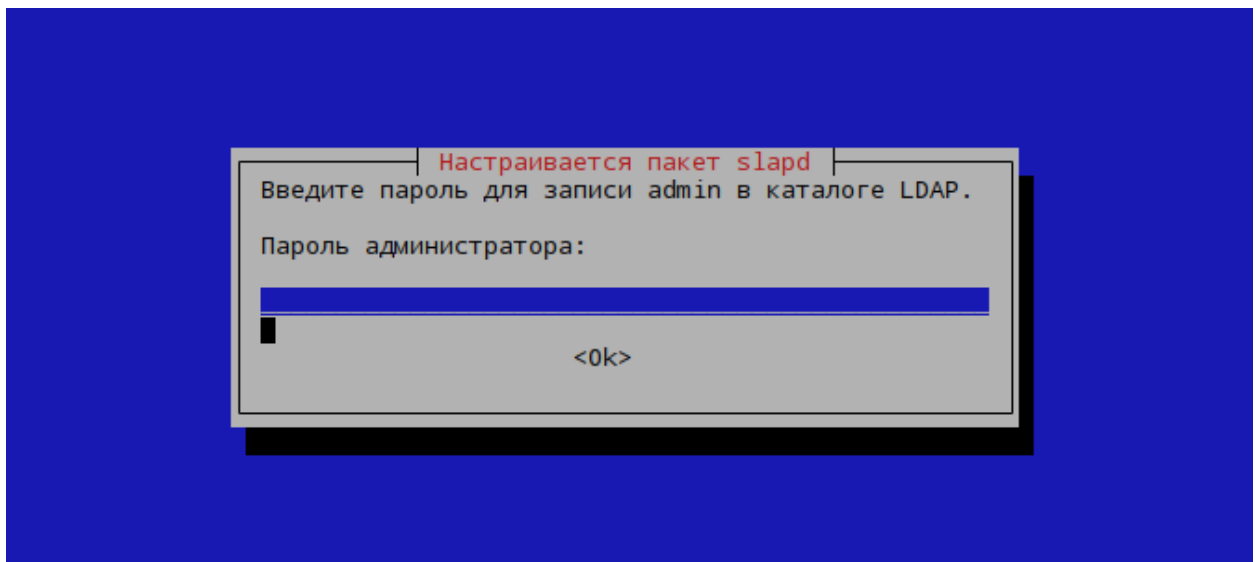 Настраивается пакет slapd
Введите пароль для записи admin в каталоге LDAP.
Пароль администратора:
<Ok>